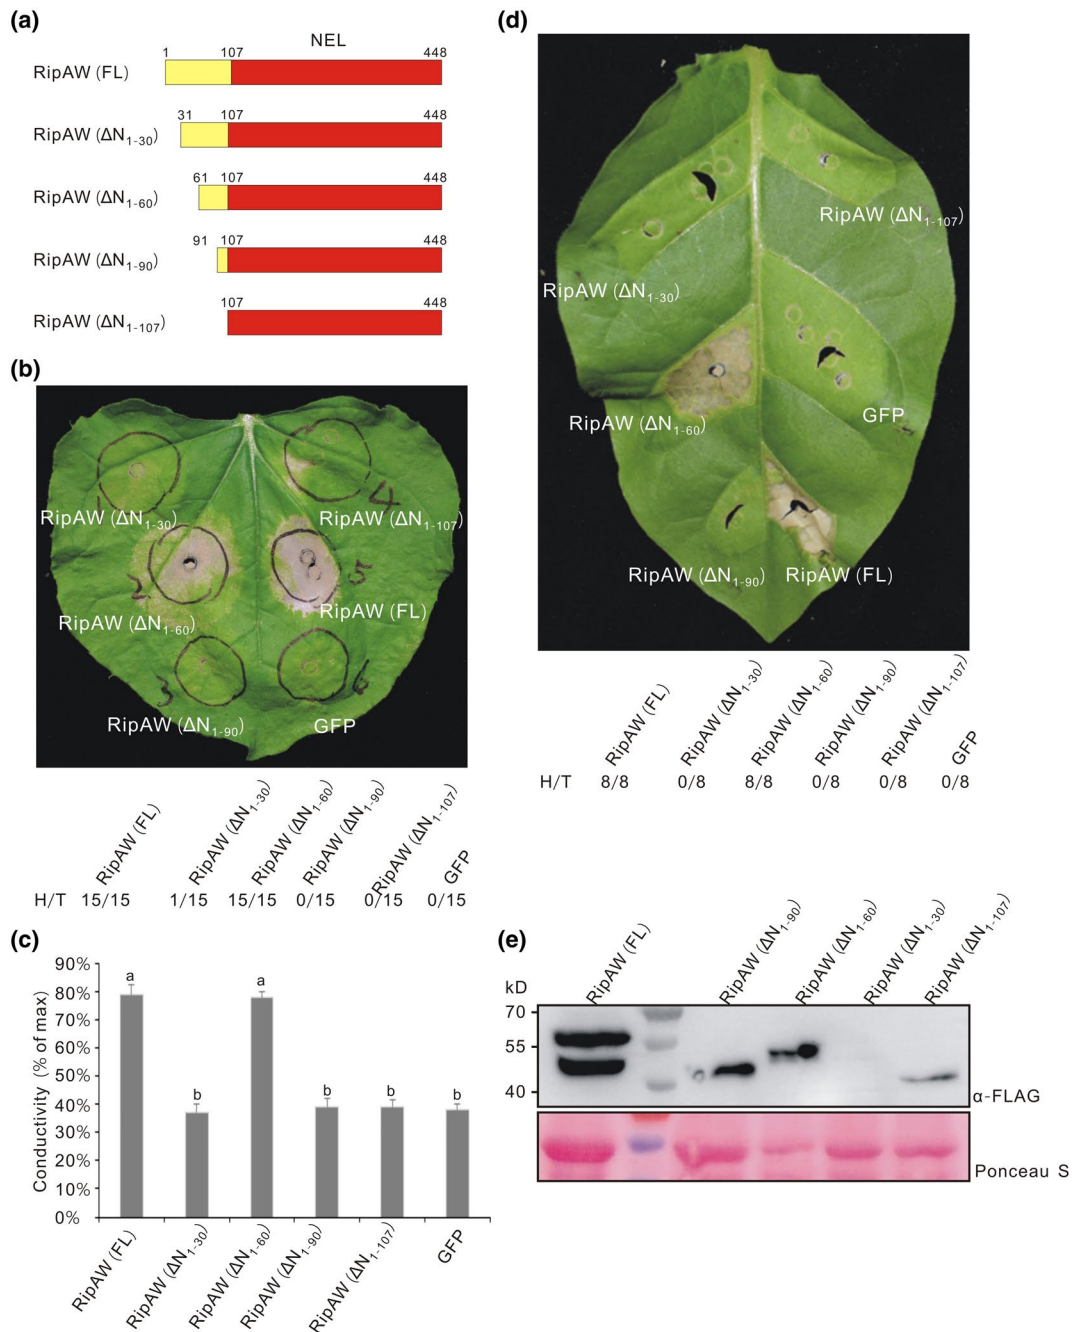 (a)
NEL
1 107 448
RipAW (FL)
31 107 448
RipAW (ΔN1-30)
61 107 448
RipAW (ΔN1-60)
91 107 448
RipAW (ΔN1-90)
107 448
RipAW (ΔN1-107)
(b)
1
4
RipAW (ΔN1-30)
RipAW (ΔN1-107)
2
5
RipAW (ΔN1-60)
RipAW (FL)
3
6
RipAW (ΔN1-90)
GFP
RipAW (FL) RipAW (ΔN1-30) RipAW (ΔN1-60) RipAW (ΔN1-90) RipAW (ΔN1-107) GFP
H/T 15/15 1/15 15/15 0/15 0/15 0/15
(c)
Conductivity (% of max)
90%
80%
70%
60%
50%
40%
30%
20%
10%
0%
a b a b b b
RipAW (FL) RipAW (ΔN1-30) RipAW (ΔN1-60) RipAW (ΔN1-90) RipAW (ΔN1-107) GFP
(d)
RipAW (ΔN1-107)
RipAW (ΔN1-30)
GFP
RipAW (ΔN1-60)
RipAW (ΔN1-90)
RipAW (FL)
RipAW (FL) RipAW (ΔN1-30) RipAW (ΔN1-60) RipAW (ΔN1-90) RipAW (ΔN1-107) GFP
H/T 8/8 0/8 8/8 0/8 0/8 0/8
(e)
RipAW (FL) RipAW (ΔN1-90) RipAW (ΔN1-60) RipAW (ΔN1-30) RipAW (ΔN1-107)
kD
70
55
40
α-FLAG
Ponceau S